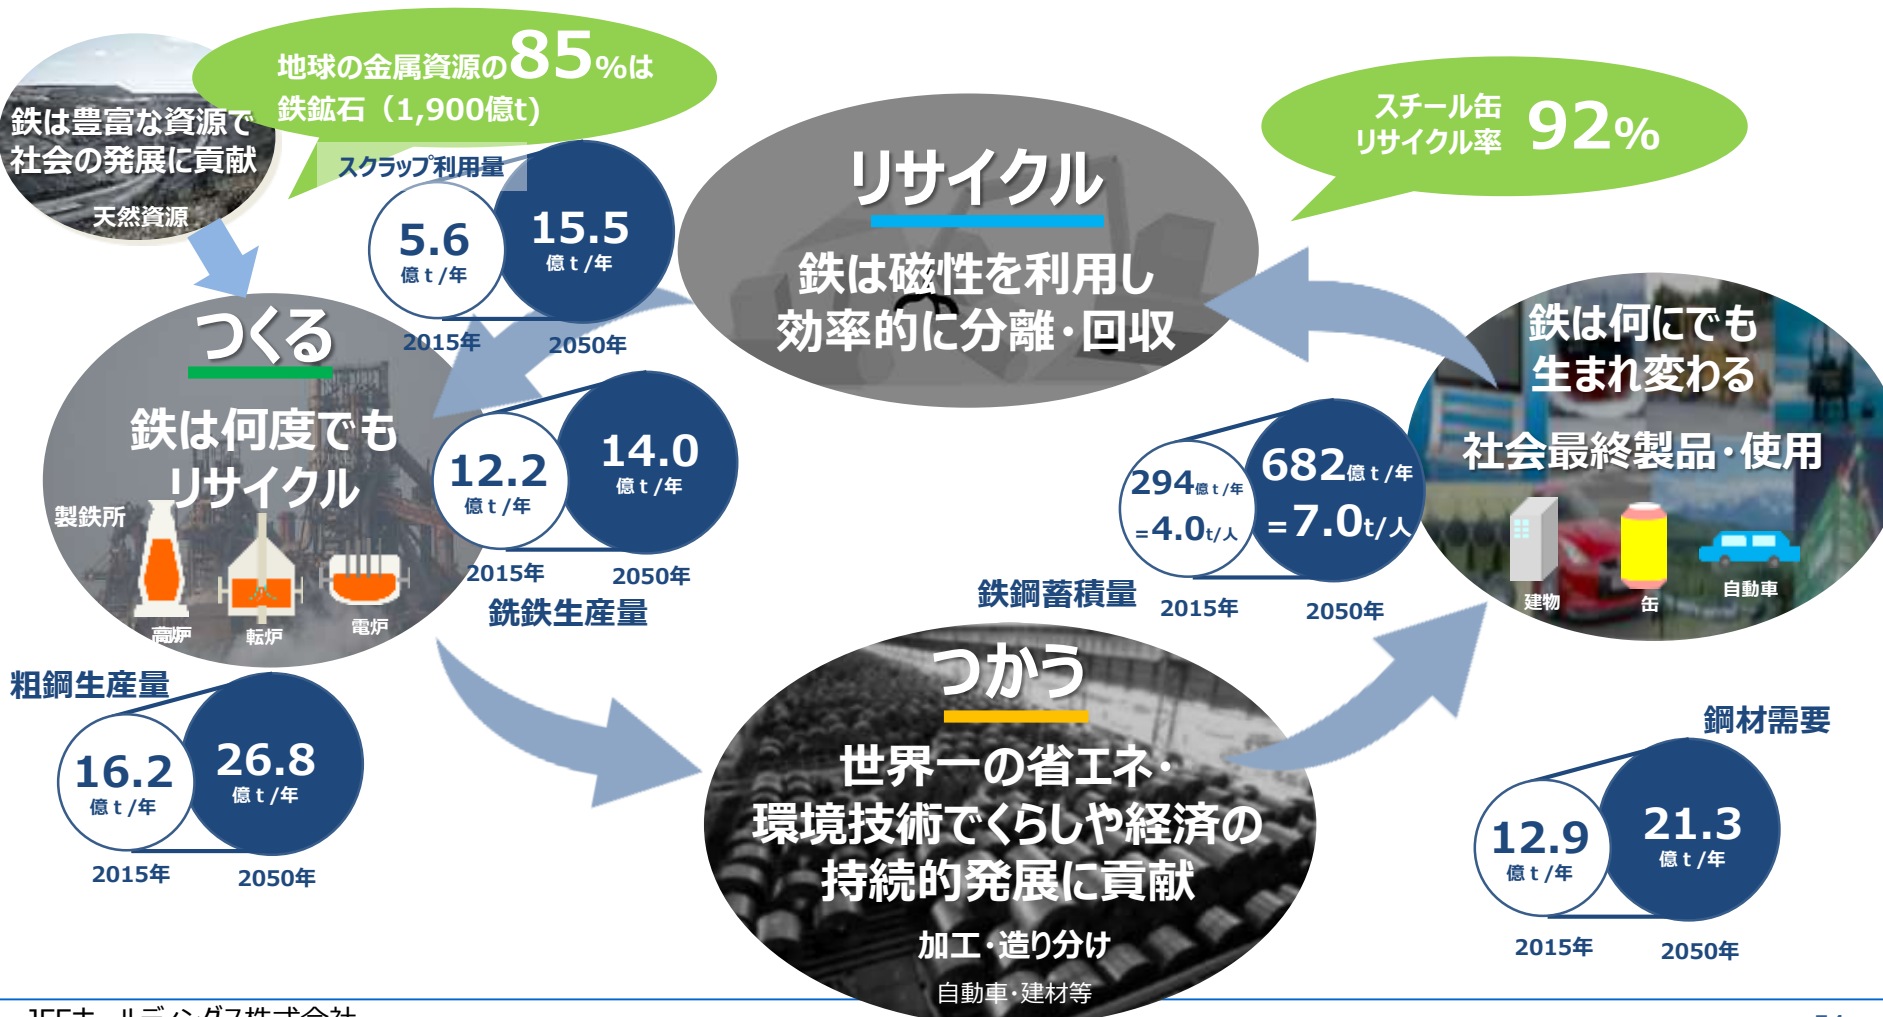 地球の金属資源の85%は
鉄鉱石（1,900億t)
鉄は豊富な資源で
社会の発展に貢献
天然資源
スクラップ利用量
5.6
億ｔ/年
15.5
億ｔ/年
2015年
2050年
リサイクル
鉄は磁性を利用し
効率的に分離・回収
スチール缶
リサイクル率 92%
つくる
鉄は何度でも
リサイクル
製鉄所
高炉
転炉
電炉
12.2
億ｔ/年
14.0
億ｔ/年
2015年
2050年
銑鉄生産量
鉄は何にでも
生まれ変わる
社会最終製品・使用
建物
缶
自動車
294億ｔ/年
=4.0t/人
682億ｔ/年
=7.0t/人
鉄鋼蓄積量
2015年
2050年
粗鋼生産量
16.2
億ｔ/年
26.8
億ｔ/年
2015年
2050年
つかう
世界一の省エネ・
環境技術でくらしや経済の
持続的発展に貢献
加工・造り分け
自動車・建材等
鋼材需要
12.9
億ｔ/年
21.3
億ｔ/年
2015年
2050年
JFEホールディングス株式会社